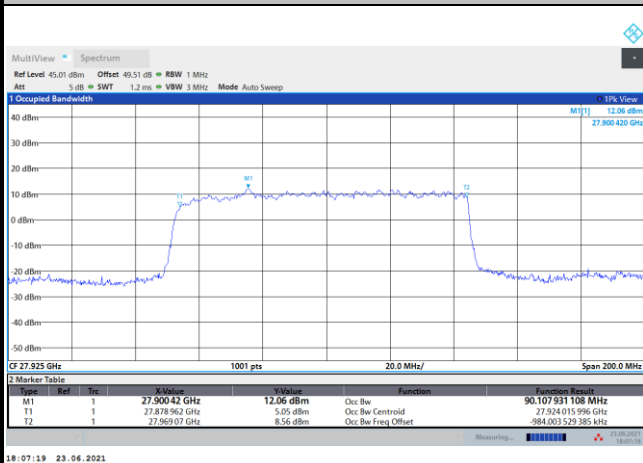 MultiView Spectrum
Ref Level 45.01 dBm Offset 49.51 dB RBW 1 MHz
Att 5 dB SWT 1.2 ms VBW 3 MHz Mode Auto Sweep
1 Occupied Bandwidth 1Pk View
M1[1] 12.06 dBm
27.900 420 GHz
40 dBm
30 dBm
20 dBm
M1
T1 T2
10 dBm
0 dBm
-10 dBm
-20 dBm
-30 dBm
-40 dBm
-50 dBm
CF 27.925 GHz 1001 pts 20.0 MHz/ Span 200.0 MHz
2 Marker Table
Type Ref Trc X-Value Y-Value Function Function Result
M1 1 27.900 42 GHz 12.06 dBm Occ Bw 90.107 931 108 MHz
T1 1 27.878 962 GHz 5.05 dBm Occ Bw Centroid 27.924 015 996 GHz
T2 1 27.969 07 GHz 8.56 dBm Occ Bw Freq Offset -984.003 529 385 kHz
Measuring... 23.06.2021
18:07:18
18:07:19 23.06.2021